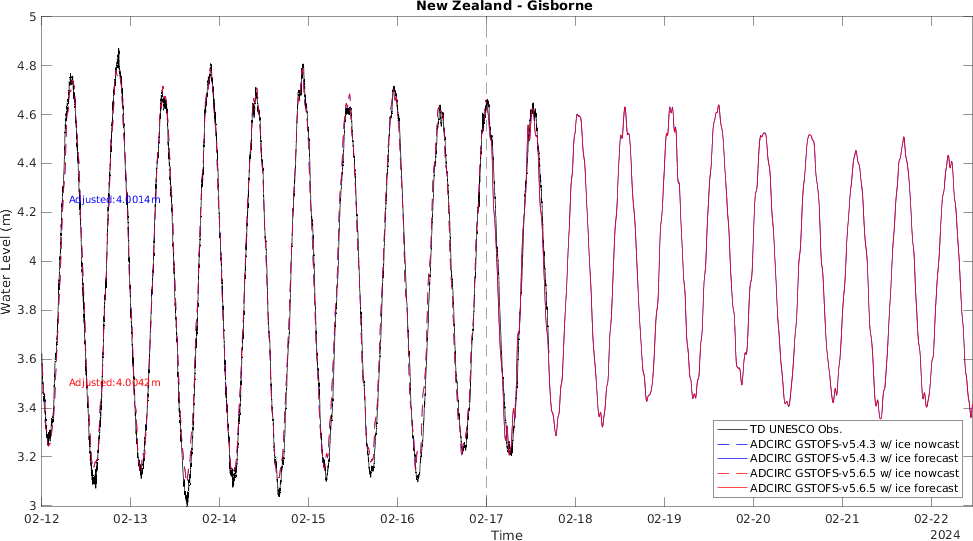 New Zealand - Gisborne
5
4.8
4.6
4.4
4.2
4
3.8
3.6
3.4
3.2
3
Water Level (m)
Adjusted:4.0014m
Adjusted:4.0042m
TD UNESCO Obs.
ADCIRC GSTOFS-v5.4.3 w/ ice nowcast
ADCIRC GSTOFS-v5.4.3 w/ ice forecast
ADCIRC GSTOFS-v5.6.5 w/ ice nowcast
ADCIRC GSTOFS-v5.6.5 w/ ice forecast
02-12 02-13 02-14 02-15 02-16 02-17 02-18 02-19 02-20 02-21 02-22
2024
Time